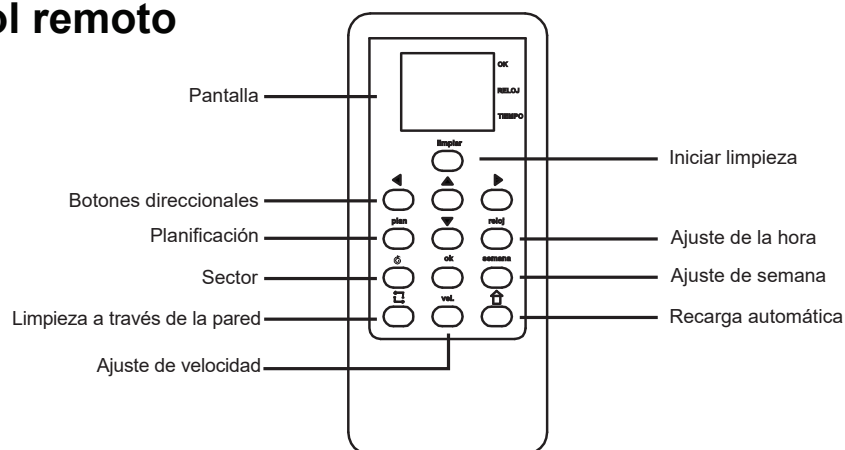 ol remoto
OK
Pantalla
RELOJ
TIEMPO
limpiar
Iniciar limpieza
Botones direccionales
plan
reloj
Planificación
Ajuste de la hora
ok
semana
Sector
Ajuste de semana
vel.
Limpieza a través de la pared
Recarga automática
Ajuste de velocidad